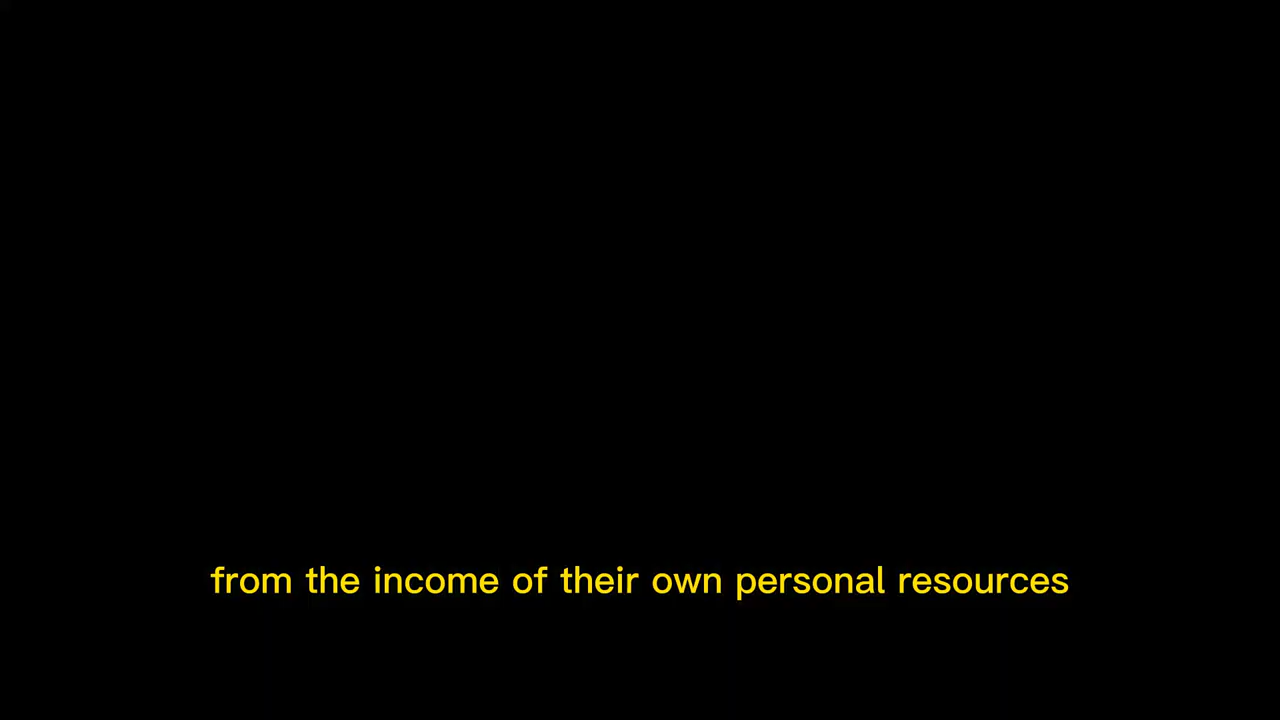 from the income of their own personal resources